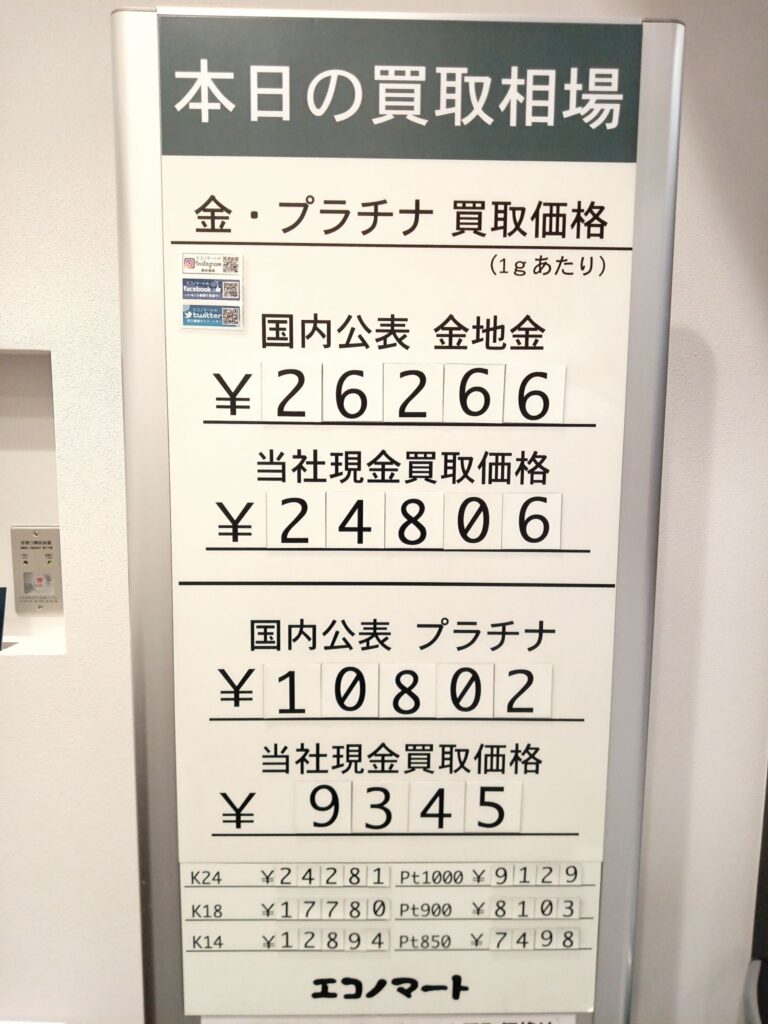 本日の買取相場
金・プラチナ 買取価格
(1gあたり)
Instagram
facebook
twitter
国内公表 金地金
¥26266
当社現金買取価格
¥24806
国内公表 プラチナ
¥10802
当社現金買取価格
¥9345
K24 ¥24281 Pt1000 ¥9129
K18 ¥17780 Pt900 ¥8103
K14 ¥12894 Pt850 ¥7498
エコノマート